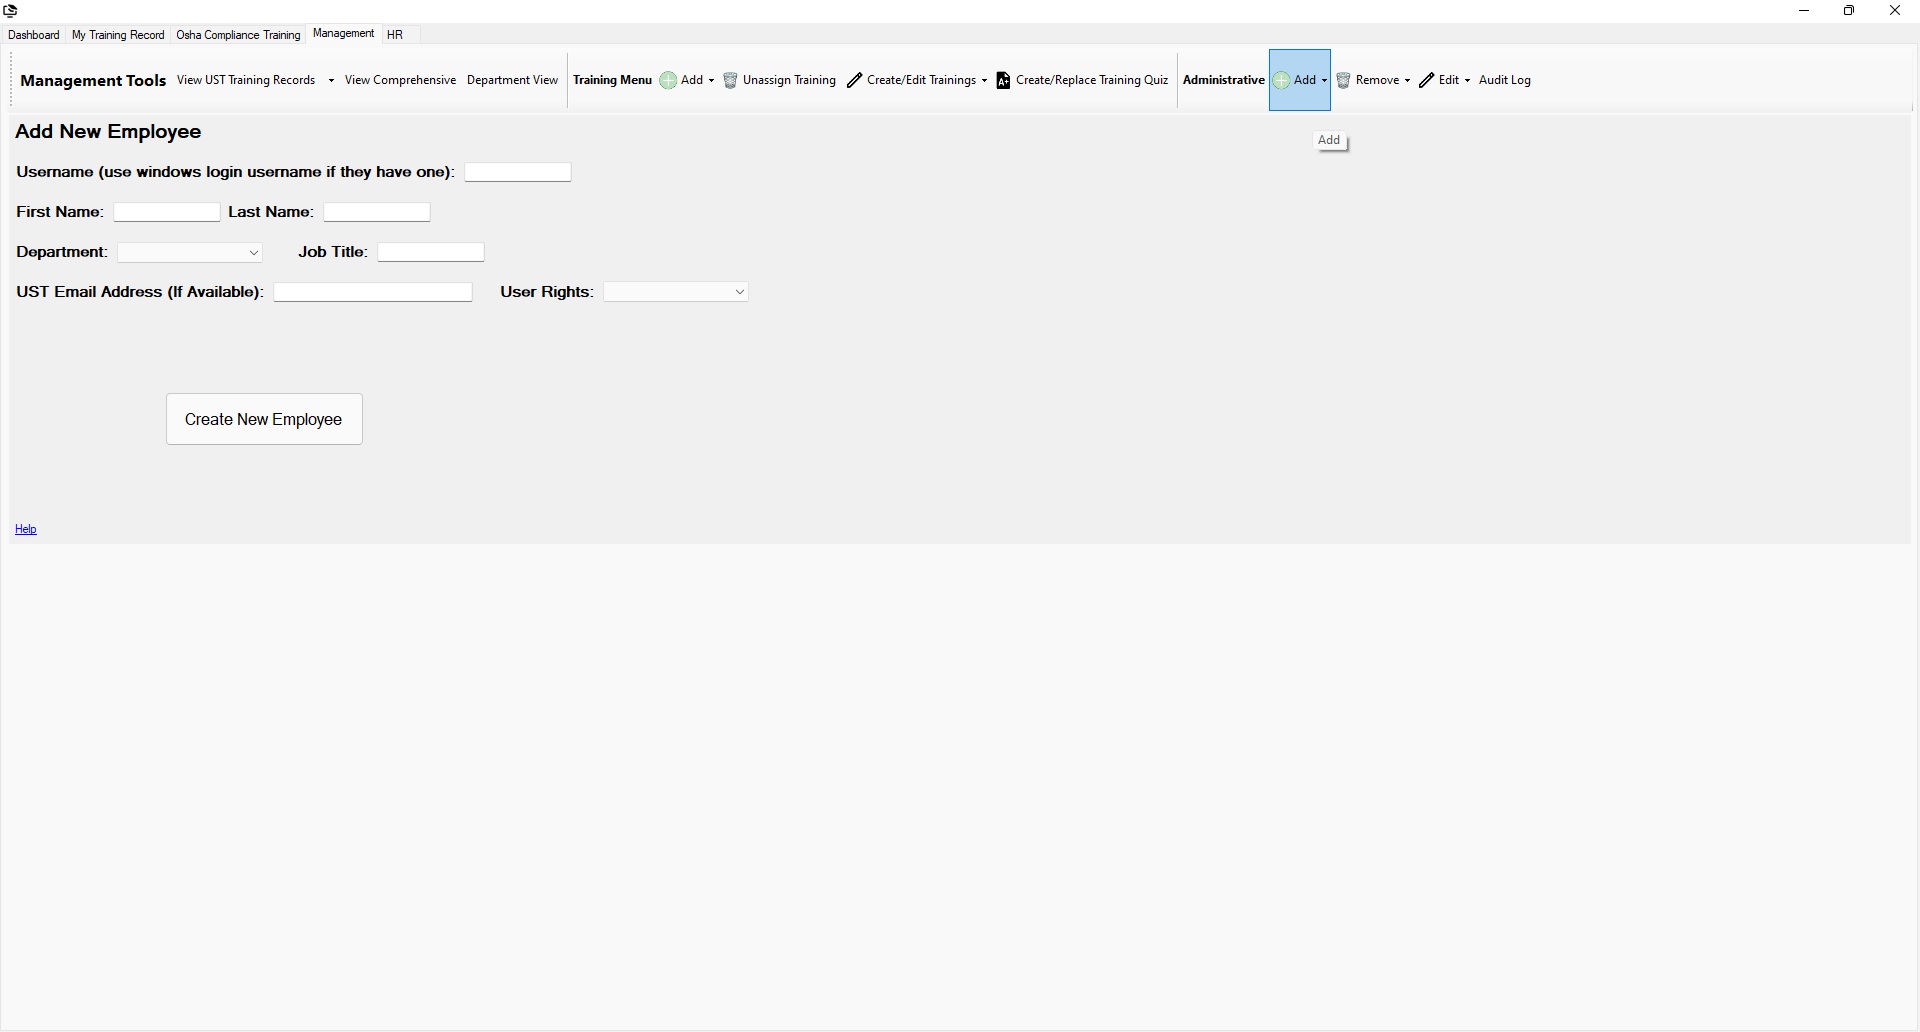 Dashboard My Training Record Osha Compliance Training Management HR
Management Tools View UST Training Records View Comprehensive Department View Training Menu Add Unassign Training Create/Edit Trainings Create/Replace Training Quiz Administrative Add Remove Edit Audit Log
Add New Employee
Add
Username (use windows login username if they have one):
First Name: Last Name:
Department: Job Title:
UST Email Address (If Available): User Rights:
Create New Employee
Help